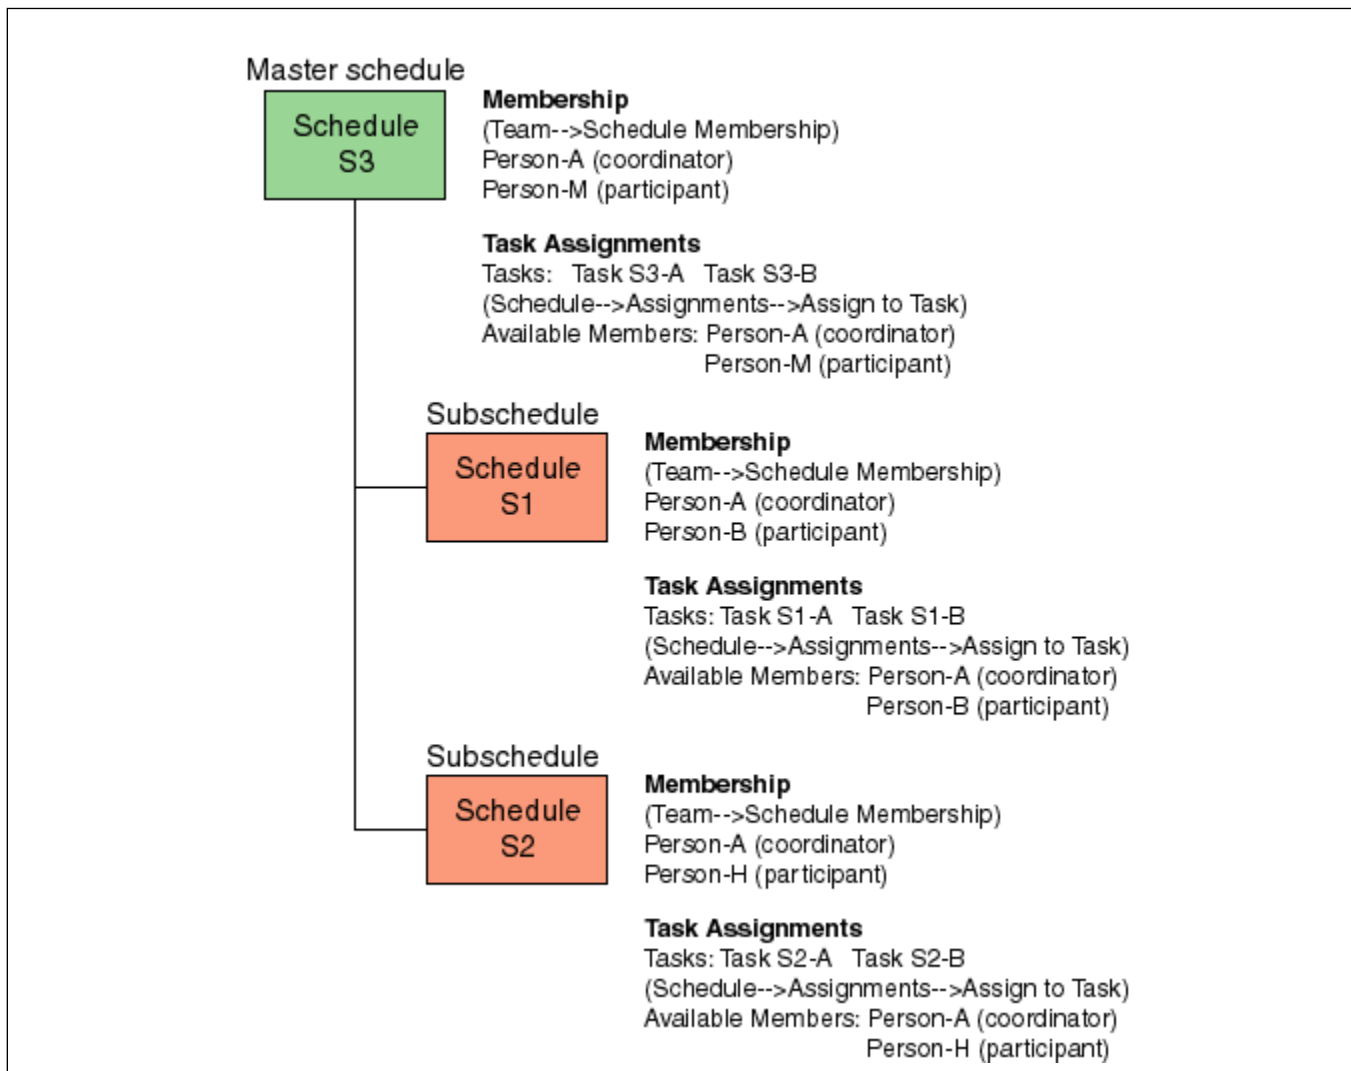 Master schedule
Schedule
S3
Membership
(Team-->Schedule Membership)
Person-A (coordinator)
Person-M (participant)
Task Assignments
Tasks: Task S3-A Task S3-B
(Schedule-->Assignments-->Assign to Task)
Available Members: Person-A (coordinator)
Person-M (participant)
Subschedule
Schedule
S1
Membership
(Team-->Schedule Membership)
Person-A (coordinator)
Person-B (participant)
Task Assignments
Tasks: Task S1-A Task S1-B
(Schedule-->Assignments-->Assign to Task)
Available Members: Person-A (coordinator)
Person-B (participant)
Subschedule
Schedule
S2
Membership
(Team-->Schedule Membership)
Person-A (coordinator)
Person-H (participant)
Task Assignments
Tasks: Task S2-A Task S2-B
(Schedule-->Assignments-->Assign to Task)
Available Members: Person-A (coordinator)
Person-H (participant)